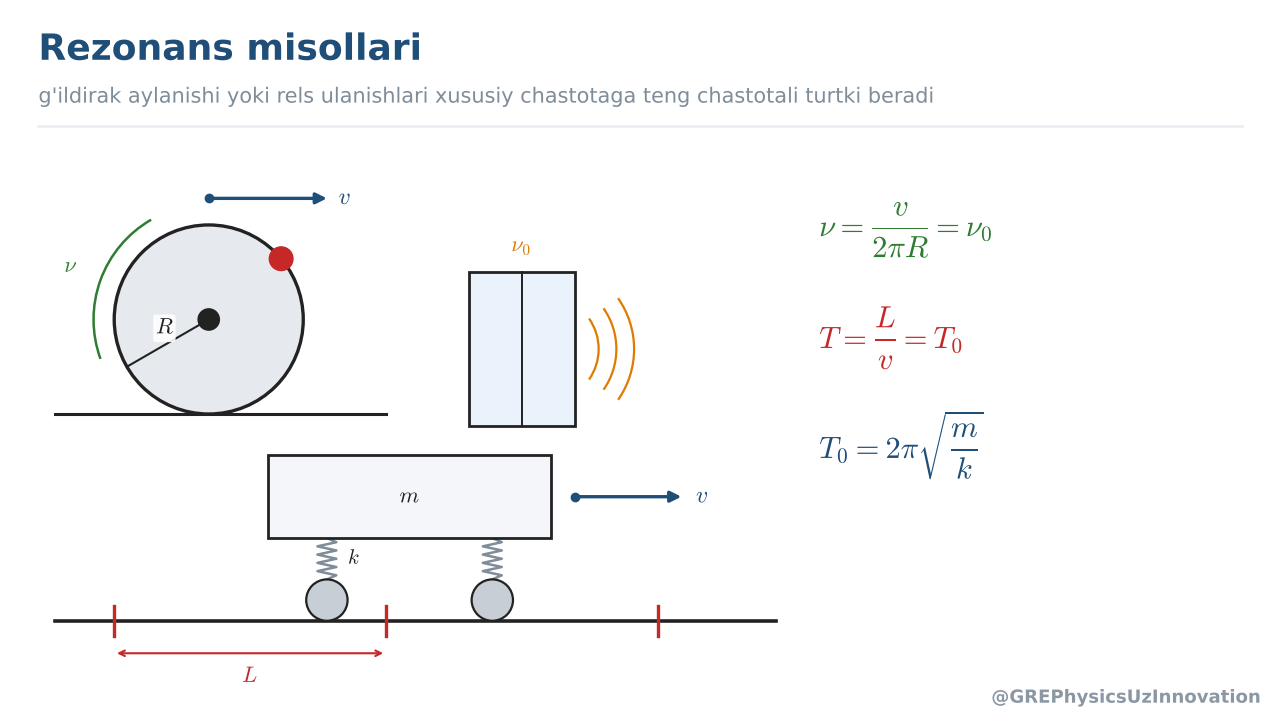 Rezonans misollari
g'ildirak aylanishi yoki rels ulanishlari xususiy chastotaga teng chastotali turtki beradi
v
ν
R
ν₀
ν = v / 2πR = ν₀
T = L / v = T₀
T₀ = 2π√(m / k)
m
v
k
L
@GREPhysicsUzInnovation